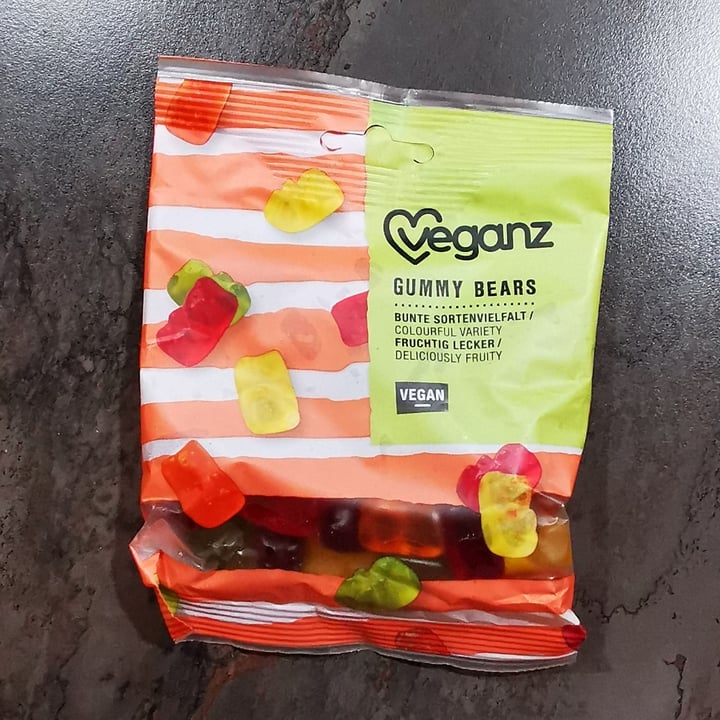 veganz
GUMMY BEARS
BUNTE SORTENVIELFALT /
COLOURFUL VARIETY
FRUCHTIG LECKER /
DELICIOUSLY FRUITY
VEGAN